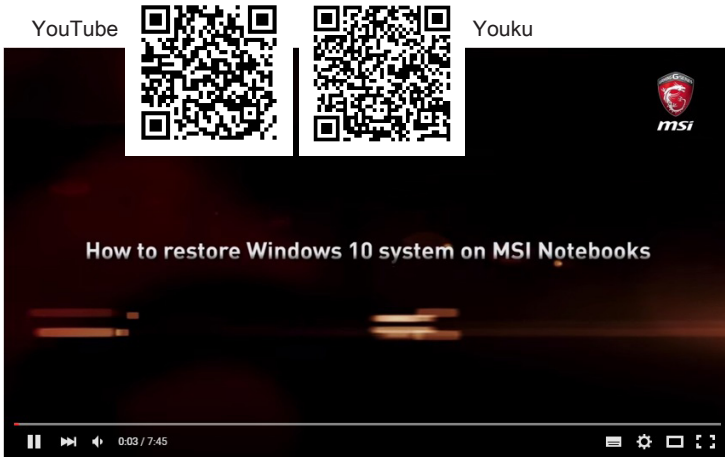 YouTube
Youku
msi
How to restore Windows 10 system on MSI Notebooks
0:03 / 7:45